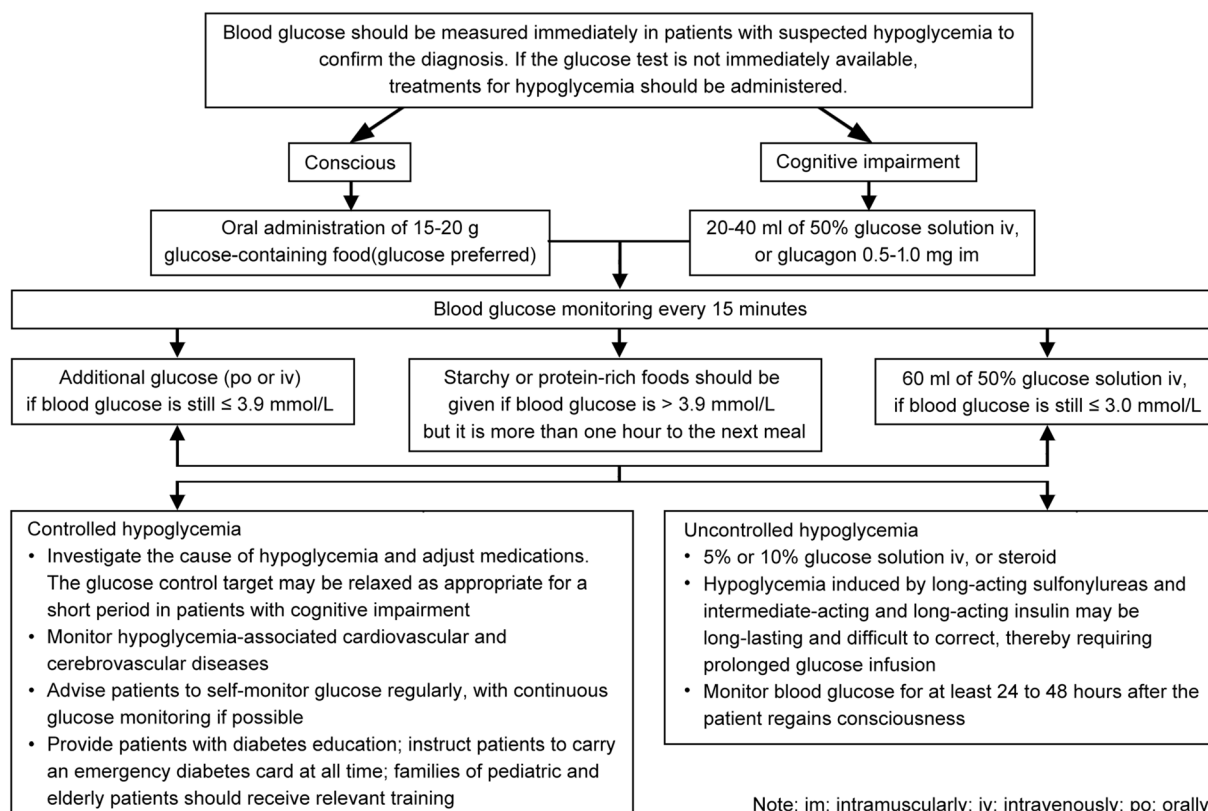 Blood glucose should be measured immediately in patients with suspected hypoglycemia to
confirm the diagnosis. If the glucose test is not immediately available,
treatments for hypoglycemia should be administered.
Conscious
Cognitive impairment
Oral administration of 15-20 g
glucose-containing food(glucose preferred)
20-40 ml of 50% glucose solution iv,
or glucagon 0.5-1.0 mg im
Blood glucose monitoring every 15 minutes
Additional glucose (po or iv)
if blood glucose is still ≤ 3.9 mmol/L
Starchy or protein-rich foods should be
given if blood glucose is > 3.9 mmol/L
but it is more than one hour to the next meal
60 ml of 50% glucose solution iv,
if blood glucose is still ≤ 3.0 mmol/L
Controlled hypoglycemia
• Investigate the cause of hypoglycemia and adjust medications.
The glucose control target may be relaxed as appropriate for a
short period in patients with cognitive impairment
• Monitor hypoglycemia-associated cardiovascular and
cerebrovascular diseases
• Advise patients to self-monitor glucose regularly, with continuous
glucose monitoring if possible
• Provide patients with diabetes education; instruct patients to carry
an emergency diabetes card at all time; families of pediatric and
elderly patients should receive relevant training
Uncontrolled hypoglycemia
• 5% or 10% glucose solution iv, or steroid
• Hypoglycemia induced by long-acting sulfonylureas and
intermediate-acting and long-acting insulin may be
long-lasting and difficult to correct, thereby requiring
prolonged glucose infusion
• Monitor blood glucose for at least 24 to 48 hours after the
patient regains consciousness
Note: im: intramuscularly; iv: intravenously; po: orally